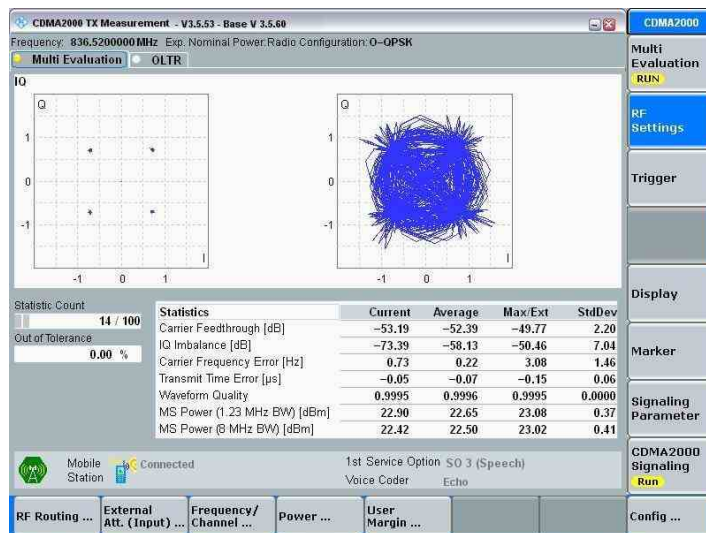 CDMA2000 TX Measurement - V3.5.53 - Base V 3.5.60
CDMA2000
Frequency: 836.5200000 MHz Exp. Nominal Power: Radio Configuration: O-QPSK
Multi Evaluation
OLTR
Multi
Evaluation
RUN
RF
Settings
Trigger
Display
Marker
Signaling
Parameter
CDMA2000
Signaling
Run
IQ
Q
1
0
-1
-1 0 1
I
Q
1
0
-1
-1 0 1
I
Statistic Count
14 / 100
Out of Tolerance
0.00 %
Statistics Current Average Max/Ext StdDev
Carrier Feedthrough [dB] -53.19 -52.39 -49.77 2.20
IQ Imbalance [dB] -73.39 -58.13 -50.46 7.04
Carrier Frequency Error [Hz] 0.73 0.22 3.08 1.46
Transmit Time Error [µs] -0.05 -0.07 -0.15 0.06
Waveform Quality 0.9995 0.9996 0.9995 0.0000
MS Power (1.23 MHz BW) [dBm] 22.90 22.65 23.08 0.37
MS Power (8 MHz BW) [dBm] 22.42 22.50 23.02 0.41
Mobile
Station
Connected
1st Service Option SO 3 (Speech)
Voice Coder Echo
RF Routing ...
External
Att. (Input) ...
Frequency/
Channel ...
Power ...
User
Margin ...
Config ...